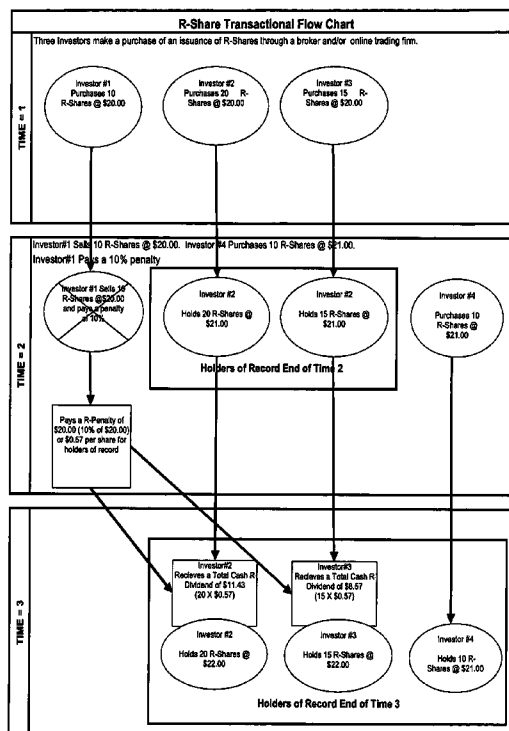 R-Share Transactional Flow Chart
Three Investors make a purchase of an issuance of R-Shares through a broker and/or online trading firm.
TIME = 1
Investor #1
Purchases 10
R-Shares @ $20.00
Investor #2
Purchases 20 R-
Shares @ $20.00
Investor #3
Purchases 15 R-
Shares @ $20.00
TIME = 2
Investor#1 Sells 10 R-Shares @ $20.00. Investor #4 Purchases 10 R-Shares @ $21.00.
Investor#1 Pays a 10% penalty
Investor #1 Sells 10
R-Shares @$20.00
and pays a penalty
of 10%
Investor #2
Holds 20 R-Shares @
$21.00
Investor #2
Holds 15 R-Shares @
$21.00
Holders of Record End of Time 2
Investor #4
Purchases 10
R-Shares @
$21.00
Pays a R-Penalty of
$20.00 (10% of $20.00)
or $0.57 per share for
holders of record
TIME = 3
Investor#2
Recieves a Total Cash R
Dividend of $11.43
(20 X $0.57)
Investor#3
Recieves a Total Cash R
Dividend of $8.57
(15 X $0.57)
Investor #2
Holds 20 R-Shares @
$22.00
Investor #3
Holds 15 R-Shares @
$22.00
Investor #4
Holds 10 R-
Shares @ $21.00
Holders of Record End of Time 3